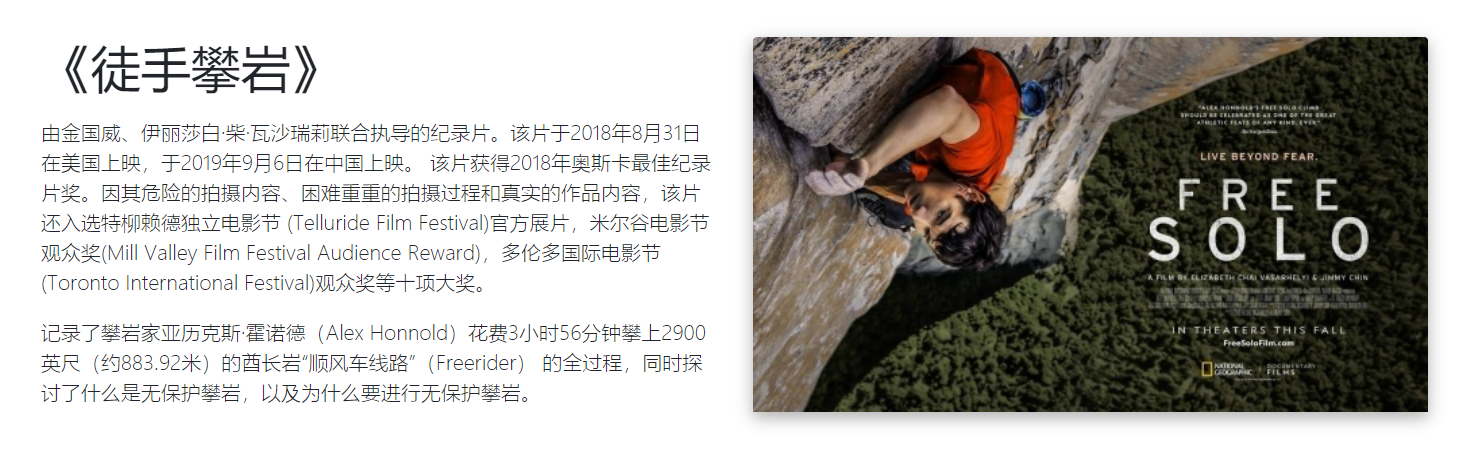 《徒手攀岩》
由金国威、伊丽莎白·柴·瓦沙瑞莉联合执导的纪录片。该片于2018年8月31日
在美国上映，于2019年9月6日在中国上映。 该片获得2018年奥斯卡最佳纪录
片奖。因其危险的拍摄内容、困难重重的拍摄过程和真实的作品内容，该片
还入选特柳赖德独立电影节 (Telluride Film Festival)官方展片，米尔谷电影节
观众奖(Mill Valley Film Festival Audience Reward)，多伦多国际电影节
(Toronto International Festival)观众奖等十项大奖。
记录了攀岩家亚历克斯·霍诺德（Alex Honnold）花费3小时56分钟攀上2900
英尺（约883.92米）的酋长岩“顺风车线路”（Freerider） 的全过程，同时探
讨了什么是无保护攀岩，以及为什么要进行无保护攀岩。
"ALEX HONNOLD'S FREE SOLO CLIMB
SHOULD BE CELEBRATED AS ONE OF THE GREAT
ATHLETIC FEATS OF ANY KIND, EVER."
LIVE BEYOND FEAR.
FREE
SOLO
A FILM BY ELIZABETH CHAI VASARHELYI & JIMMY CHIN
IN THEATERS THIS FALL
FreeSoloFilm.com
NATIONAL GEOGRAPHIC DOCUMENTARY FILMS